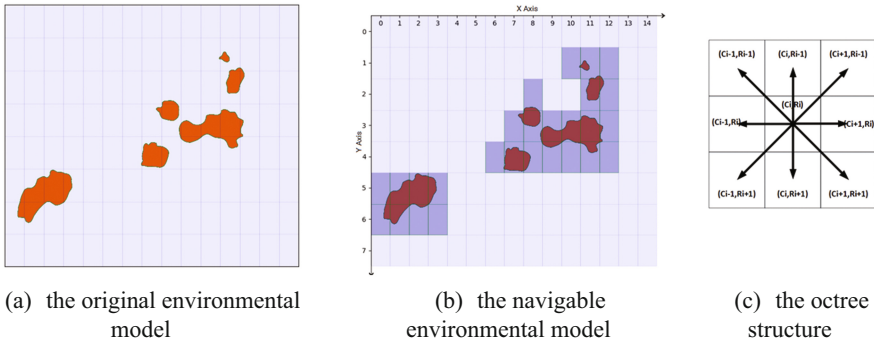 X Axis
0 1 2 3 4 5 6 7 8 9 10 11 12 13 14
0
1
2
3
Y Axis
4
5
6
7
(Ci-1,Ri-1) (Ci,Ri-1) (Ci+1,Ri-1)
(Ci-1,Ri) (Ci,Ri) (Ci+1,Ri)
(Ci-1,Ri+1) (Ci,Ri+1) (Ci+1,Ri+1)
(a) the original environmental
model
(b) the navigable
environmental model
(c) the octree
structure